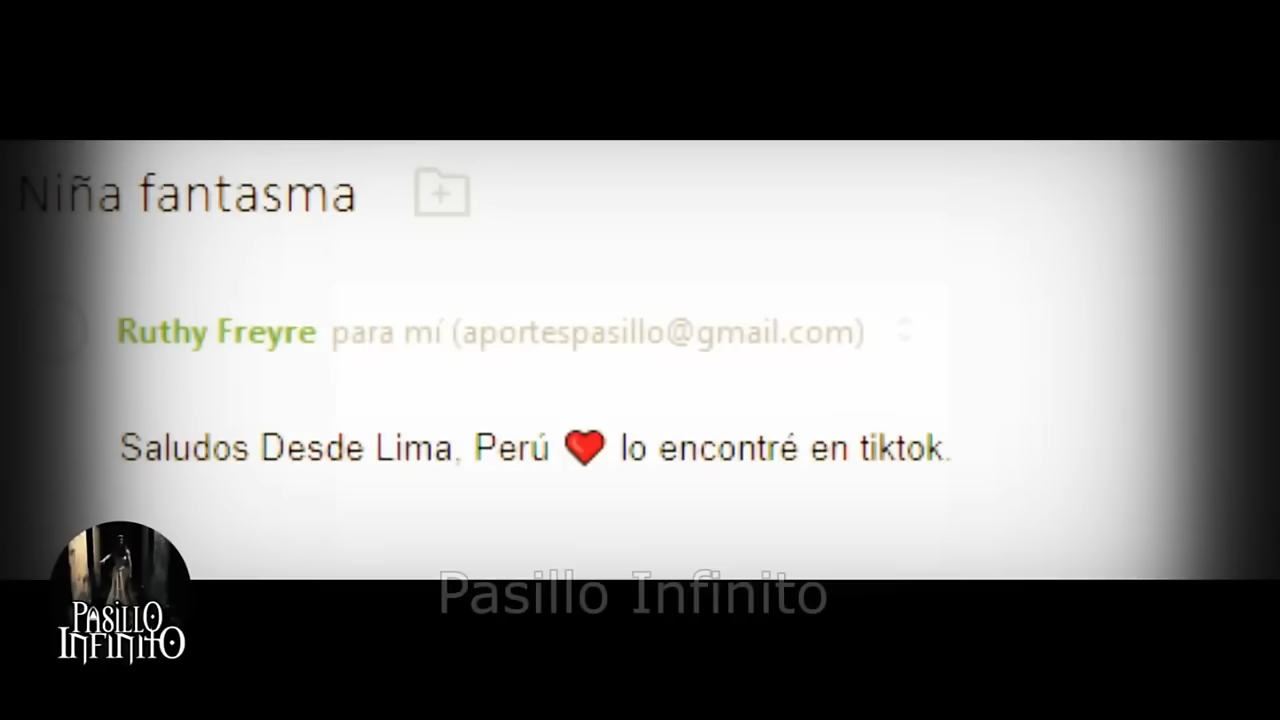 Niña fantasma
Ruthy Freyre para mí (aportespasillo@gmail.com)
Saludos Desde Lima, Perú ❤️ lo encontré en tiktok.
Pasillo Infinito
PASILLO
INFINITO